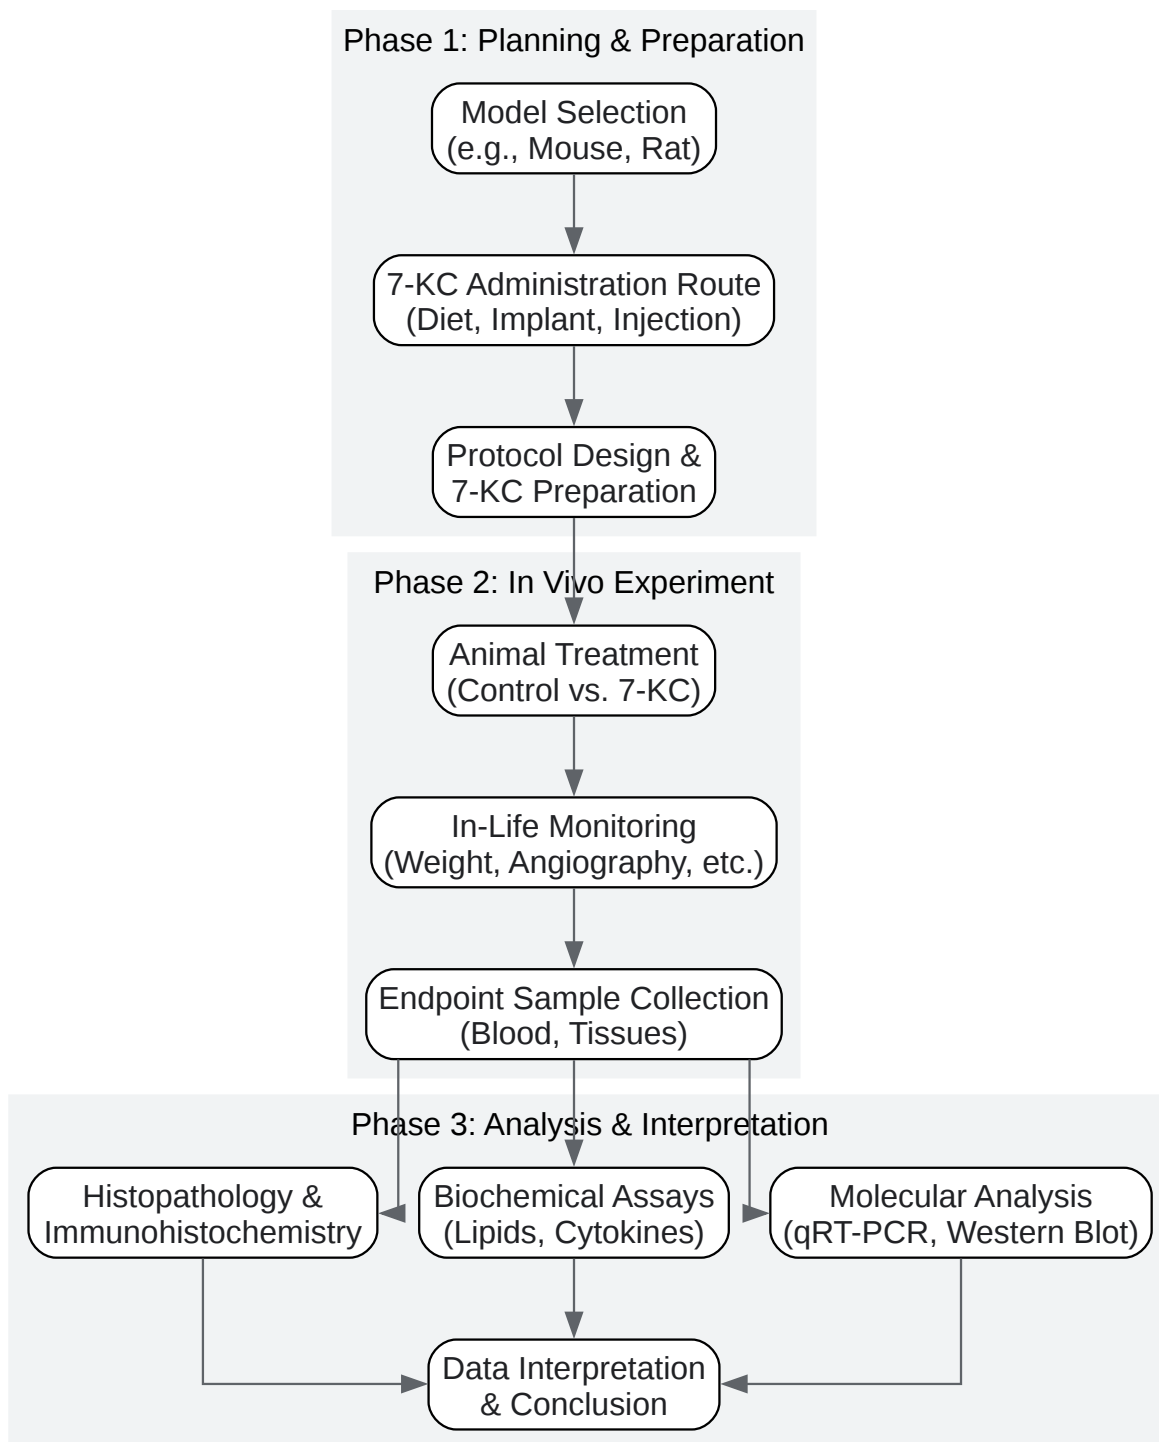 Phase 1: Planning & Preparation
Model Selection
(e.g., Mouse, Rat)
7-KC Administration Route
(Diet, Implant, Injection)
Protocol Design &
7-KC Preparation
Phase 2: In Vivo Experiment
Animal Treatment
(Control vs. 7-KC)
In-Life Monitoring
(Weight, Angiography, etc.)
Endpoint Sample Collection
(Blood, Tissues)
Phase 3: Analysis & Interpretation
Histopathology &
Immunohistochemistry
Biochemical Assays
(Lipids, Cytokines)
Molecular Analysis
(qRT-PCR, Western Blot)
Data Interpretation
& Conclusion